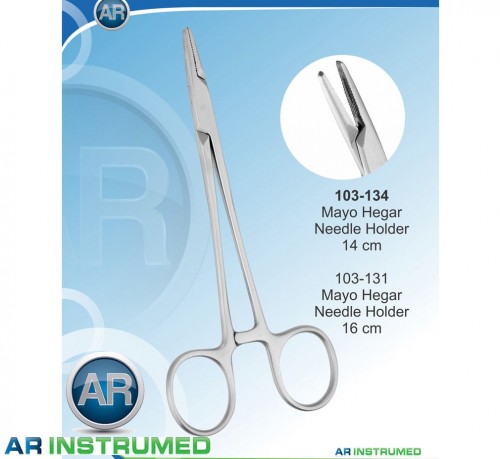 AR
103-134
Mayo Hegar
Needle Holder
14 cm
103-131
Mayo Hegar
Needle Holder
16 cm
R
AR
AR INSTRUMED
AR INSTRUMED